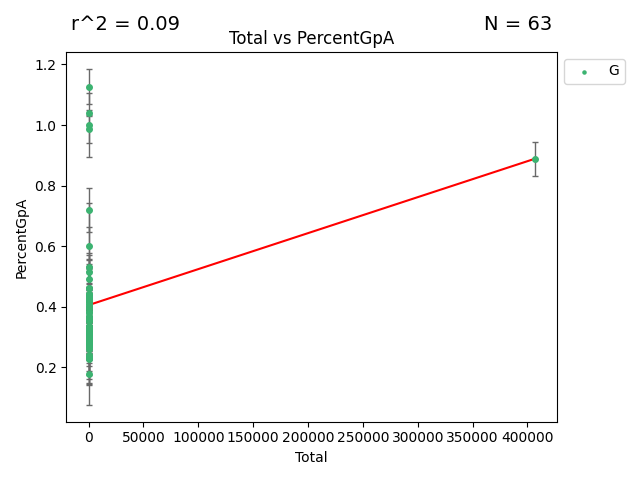 r^2 = 0.09
N = 63
Total vs PercentGpA
G
PercentGpA
1.2
1.0
0.8
0.6
0.4
0.2
0 50000 100000 150000 200000 250000 300000 350000 400000
Total